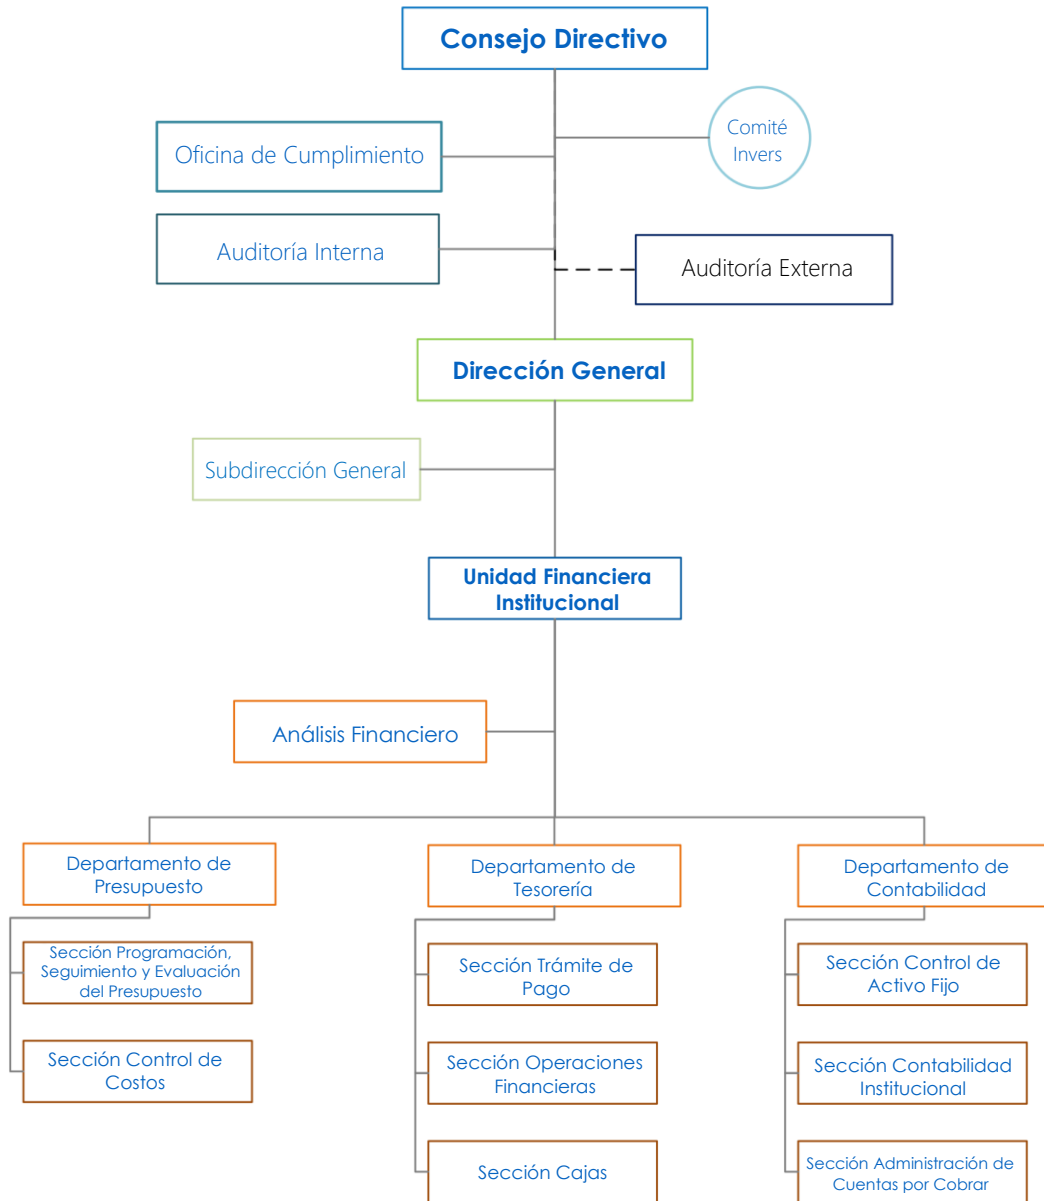 Consejo Directivo
Comité
Invers
Oficina de Cumplimiento
Auditoría Interna
Auditoría Externa
Dirección General
Subdirección General
Unidad Financiera
Institucional
Análisis Financiero
Departamento de
Presupuesto
Departamento de
Tesorería
Departamento de
Contabilidad
Sección Programación,
Seguimiento y Evaluación
del Presupuesto
Sección Trámite de
Pago
Sección Control de
Activo Fijo
Sección Control de
Costos
Sección Operaciones
Financieras
Sección Contabilidad
Institucional
Sección Cajas
Sección Administración de
Cuentas por Cobrar